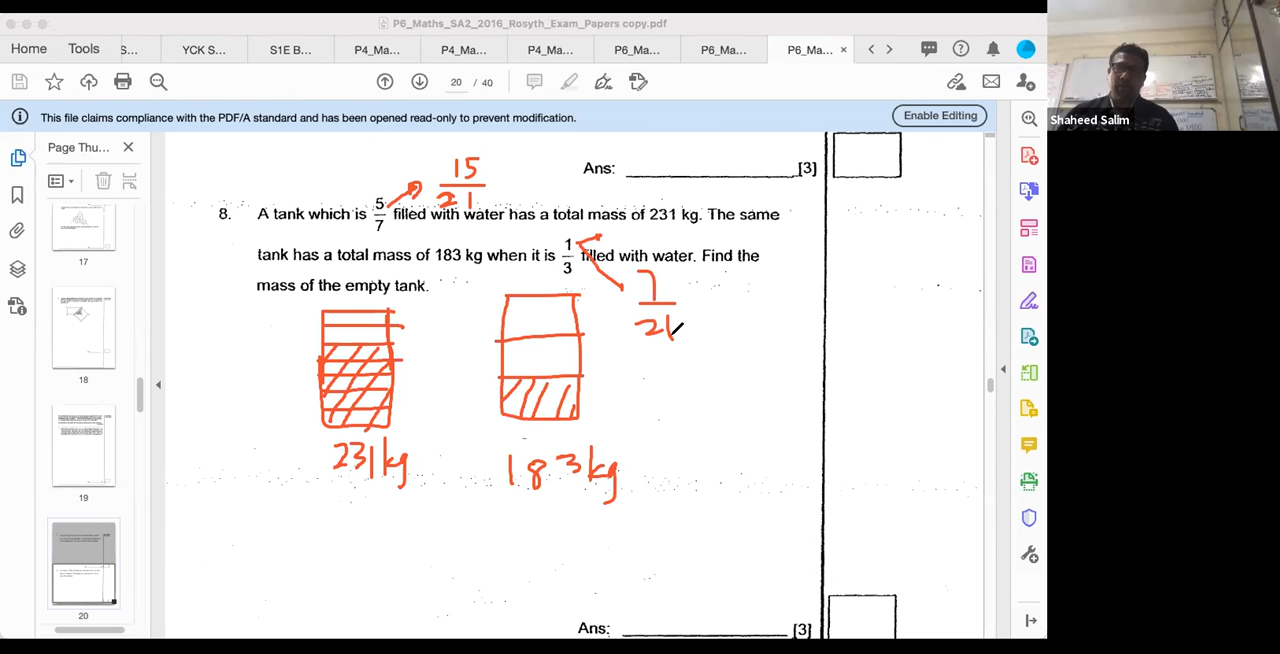 P6_Maths_SA2_2016_Rosyth_Exam_Papers copy.pdf
Home Tools S... YCK S... S1E B... P4_Ma... P4_Ma... P4_Ma... P6_Ma... P6_Ma... P6_Ma... ×
20 / 40
This file claims compliance with the PDF/A standard and has been opened read-only to prevent modification. Enable Editing
Shaheed Salim
Page Thu...
17
18
19
20
Ans: [3]
15/21
8. A tank which is 5/7 filled with water has a total mass of 231 kg. The same
tank has a total mass of 183 kg when it is 1/3 filled with water. Find the
mass of the empty tank.
7/21
231kg 183kg
Ans: [3]